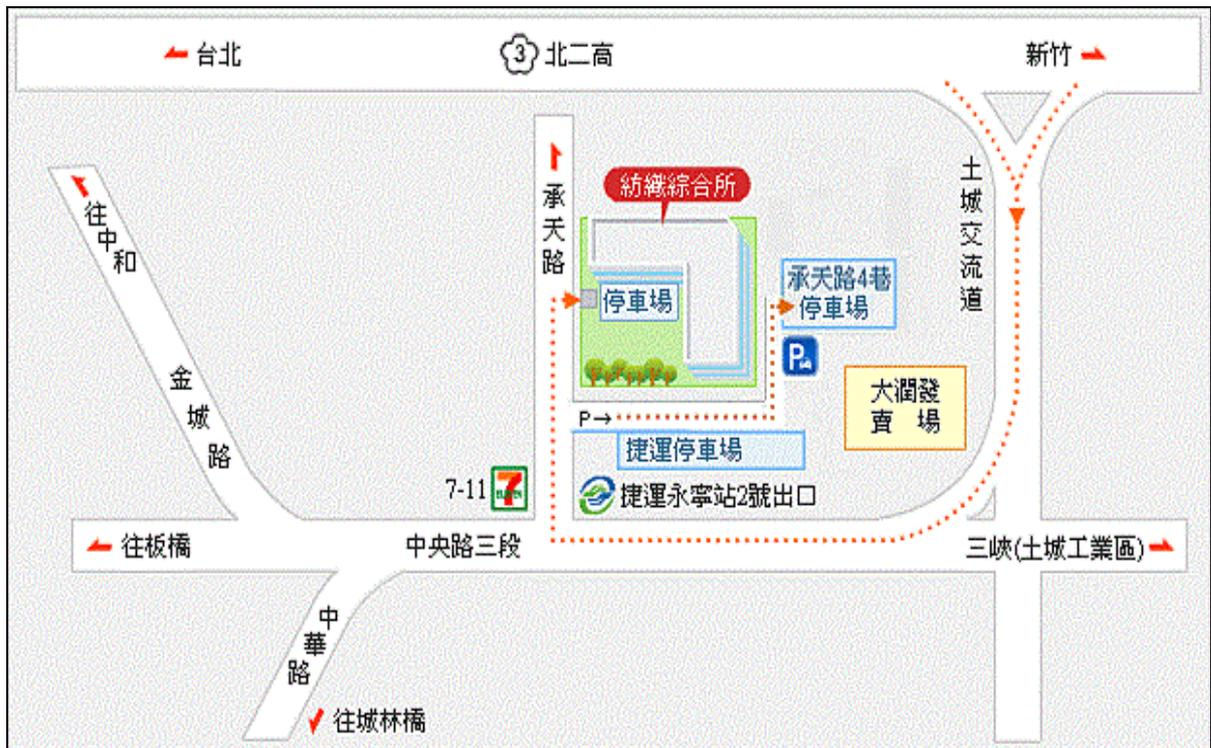 台北
3
北二高
新竹
紡織綜合所
承天路
土城交流道
往中和
停車場
承天路4巷
停車場
P
大潤發
賣 場
金城路
P→
捷運停車場
7-11
7
ELEVEN
捷運永寧站2號出口
往板橋
中央路三段
三峽(土城工業區)
中華路
往城林橋